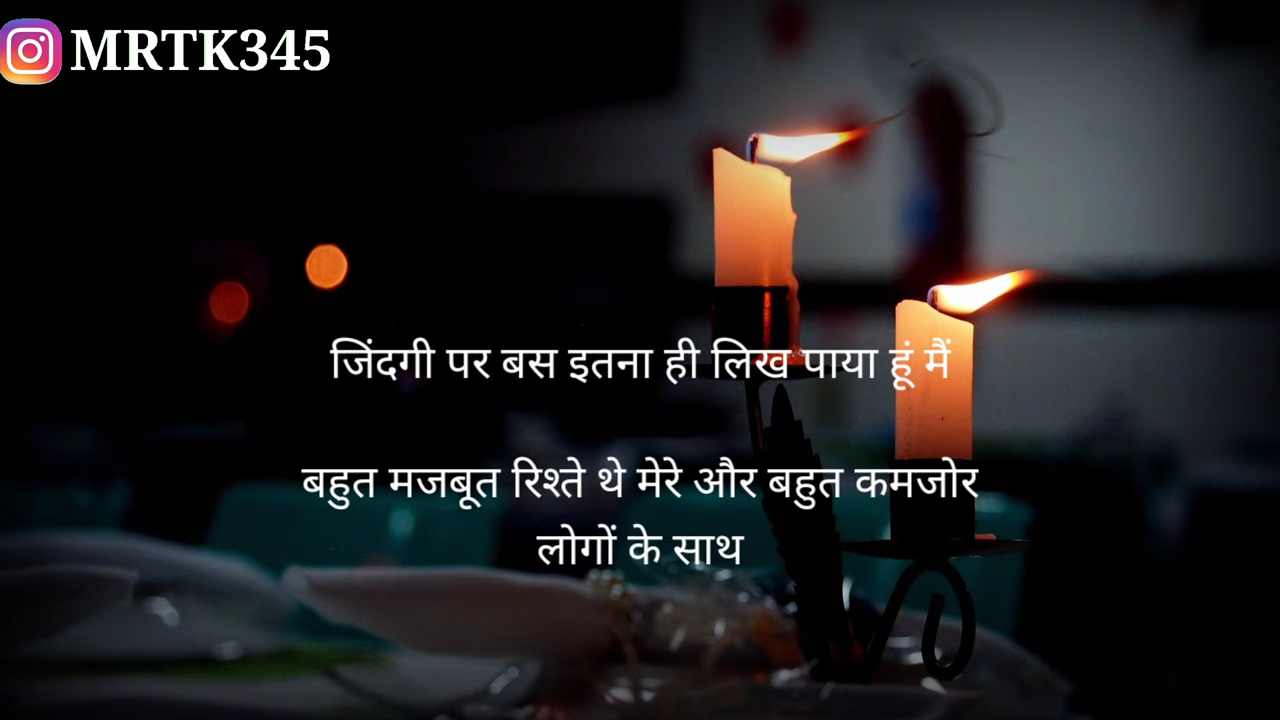 MRTK345
जिंदगी पर बस इतना ही लिख पाया हूं मैं
बहुत मजबूत रिश्ते थे मेरे और बहुत कमजोर
लोगों के साथ